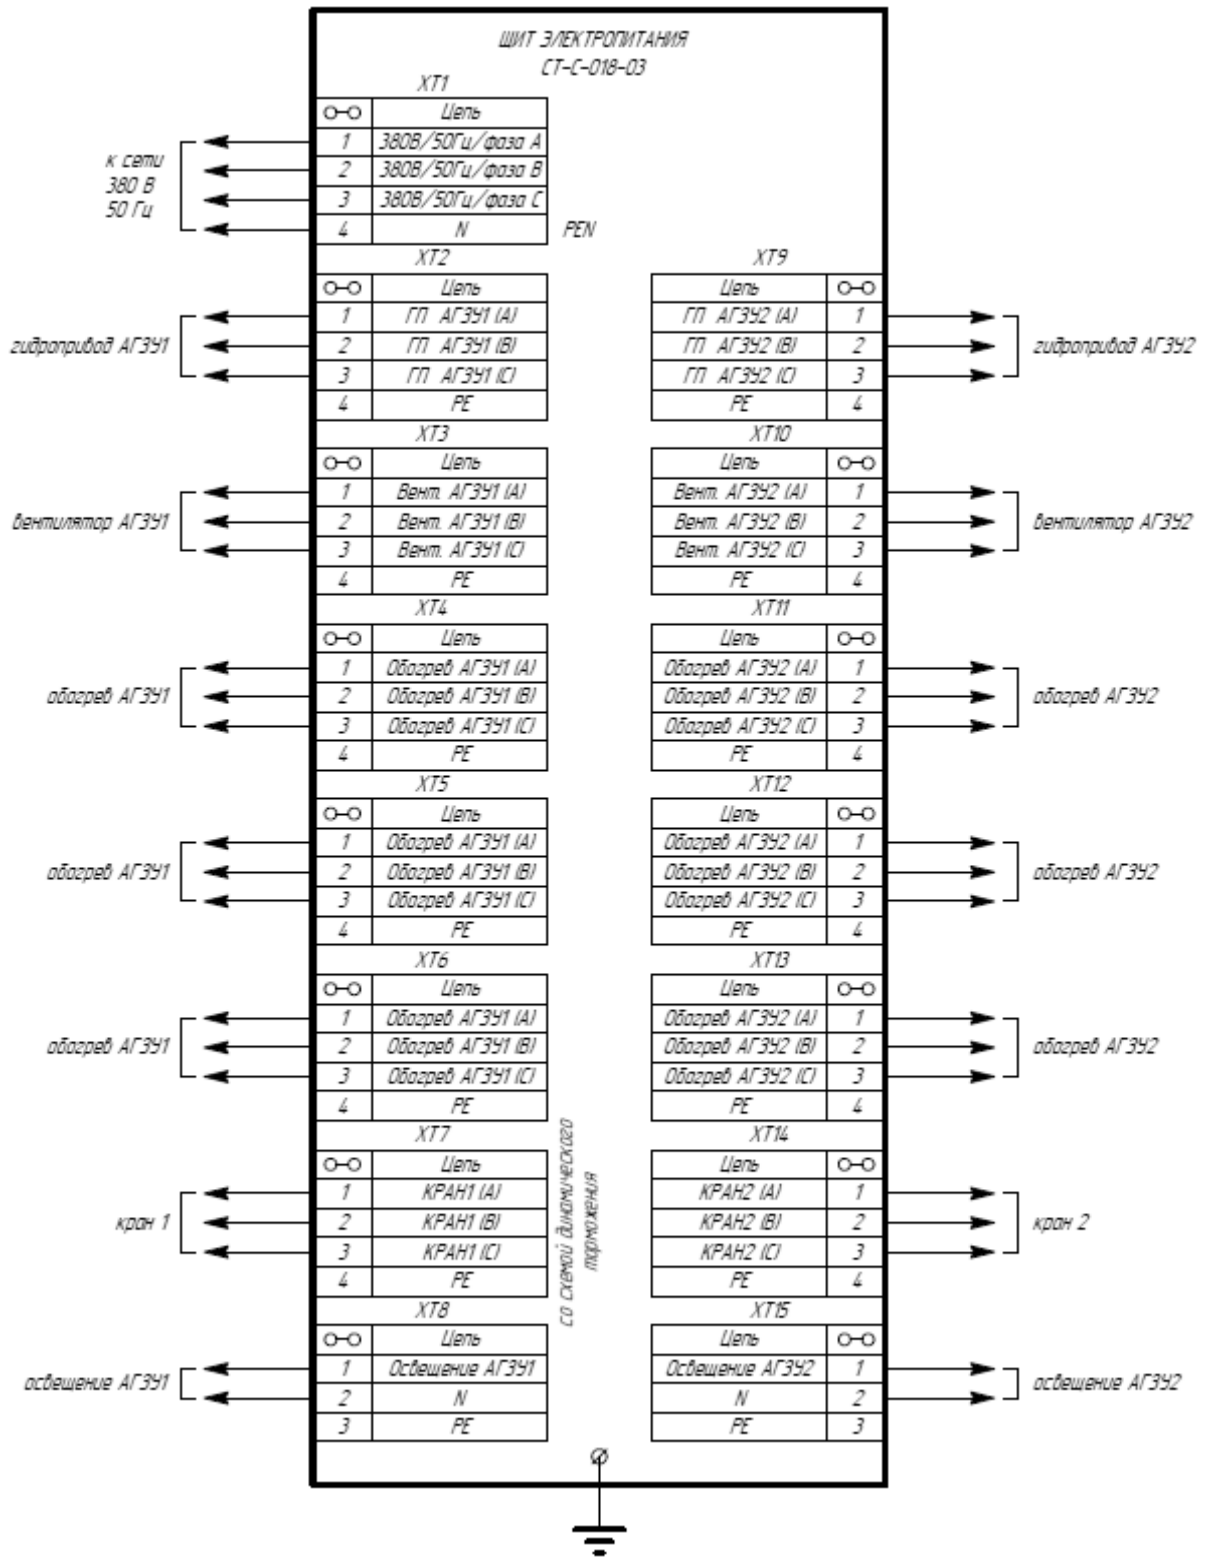 ЩИТ ЭЛЕКТРОПИТАНИЯ
СТ-С-018-03
XT1
Цепь
1 380В/50Гц/фаза А
2 380В/50Гц/фаза В
3 380В/50Гц/фаза С
4 N PEN
к сети
380 В
50 Гц
XT2
Цепь
1 ГП АГЗУ1 (А)
2 ГП АГЗУ1 (В)
3 ГП АГЗУ1 (С)
4 PE
гидропривод АГЗУ1
XT3
Цепь
1 Вент. АГЗУ1 (А)
2 Вент. АГЗУ1 (В)
3 Вент. АГЗУ1 (С)
4 PE
вентилятор АГЗУ1
XT4
Цепь
1 Обогрев АГЗУ1 (А)
2 Обогрев АГЗУ1 (В)
3 Обогрев АГЗУ1 (С)
4 PE
обогрев АГЗУ1
XT5
Цепь
1 Обогрев АГЗУ1 (А)
2 Обогрев АГЗУ1 (В)
3 Обогрев АГЗУ1 (С)
4 PE
обогрев АГЗУ1
XT6
Цепь
1 Обогрев АГЗУ1 (А)
2 Обогрев АГЗУ1 (В)
3 Обогрев АГЗУ1 (С)
4 PE
обогрев АГЗУ1
XT7
Цепь
1 КРАН1 (А)
2 КРАН1 (В)
3 КРАН1 (С)
4 PE
кран 1
со схемой динамического
торможения
XT8
Цепь
1 Освещение АГЗУ1
2 N
3 PE
освещение АГЗУ1
XT9
Цепь
ГП АГЗУ2 (А) 1
ГП АГЗУ2 (В) 2
ГП АГЗУ2 (С) 3
PE 4
гидропривод АГЗУ2
XT10
Цепь
Вент. АГЗУ2 (А) 1
Вент. АГЗУ2 (В) 2
Вент. АГЗУ2 (С) 3
PE 4
вентилятор АГЗУ2
XT11
Цепь
Обогрев АГЗУ2 (А) 1
Обогрев АГЗУ2 (В) 2
Обогрев АГЗУ2 (С) 3
PE 4
обогрев АГЗУ2
XT12
Цепь
Обогрев АГЗУ2 (А) 1
Обогрев АГЗУ2 (В) 2
Обогрев АГЗУ2 (С) 3
PE 4
обогрев АГЗУ2
XT13
Цепь
Обогрев АГЗУ2 (А) 1
Обогрев АГЗУ2 (В) 2
Обогрев АГЗУ2 (С) 3
PE 4
обогрев АГЗУ2
XT14
Цепь
КРАН2 (А) 1
КРАН2 (В) 2
КРАН2 (С) 3
PE 4
кран 2
XT15
Цепь
Освещение АГЗУ2 1
N 2
PE 3
освещение АГЗУ2